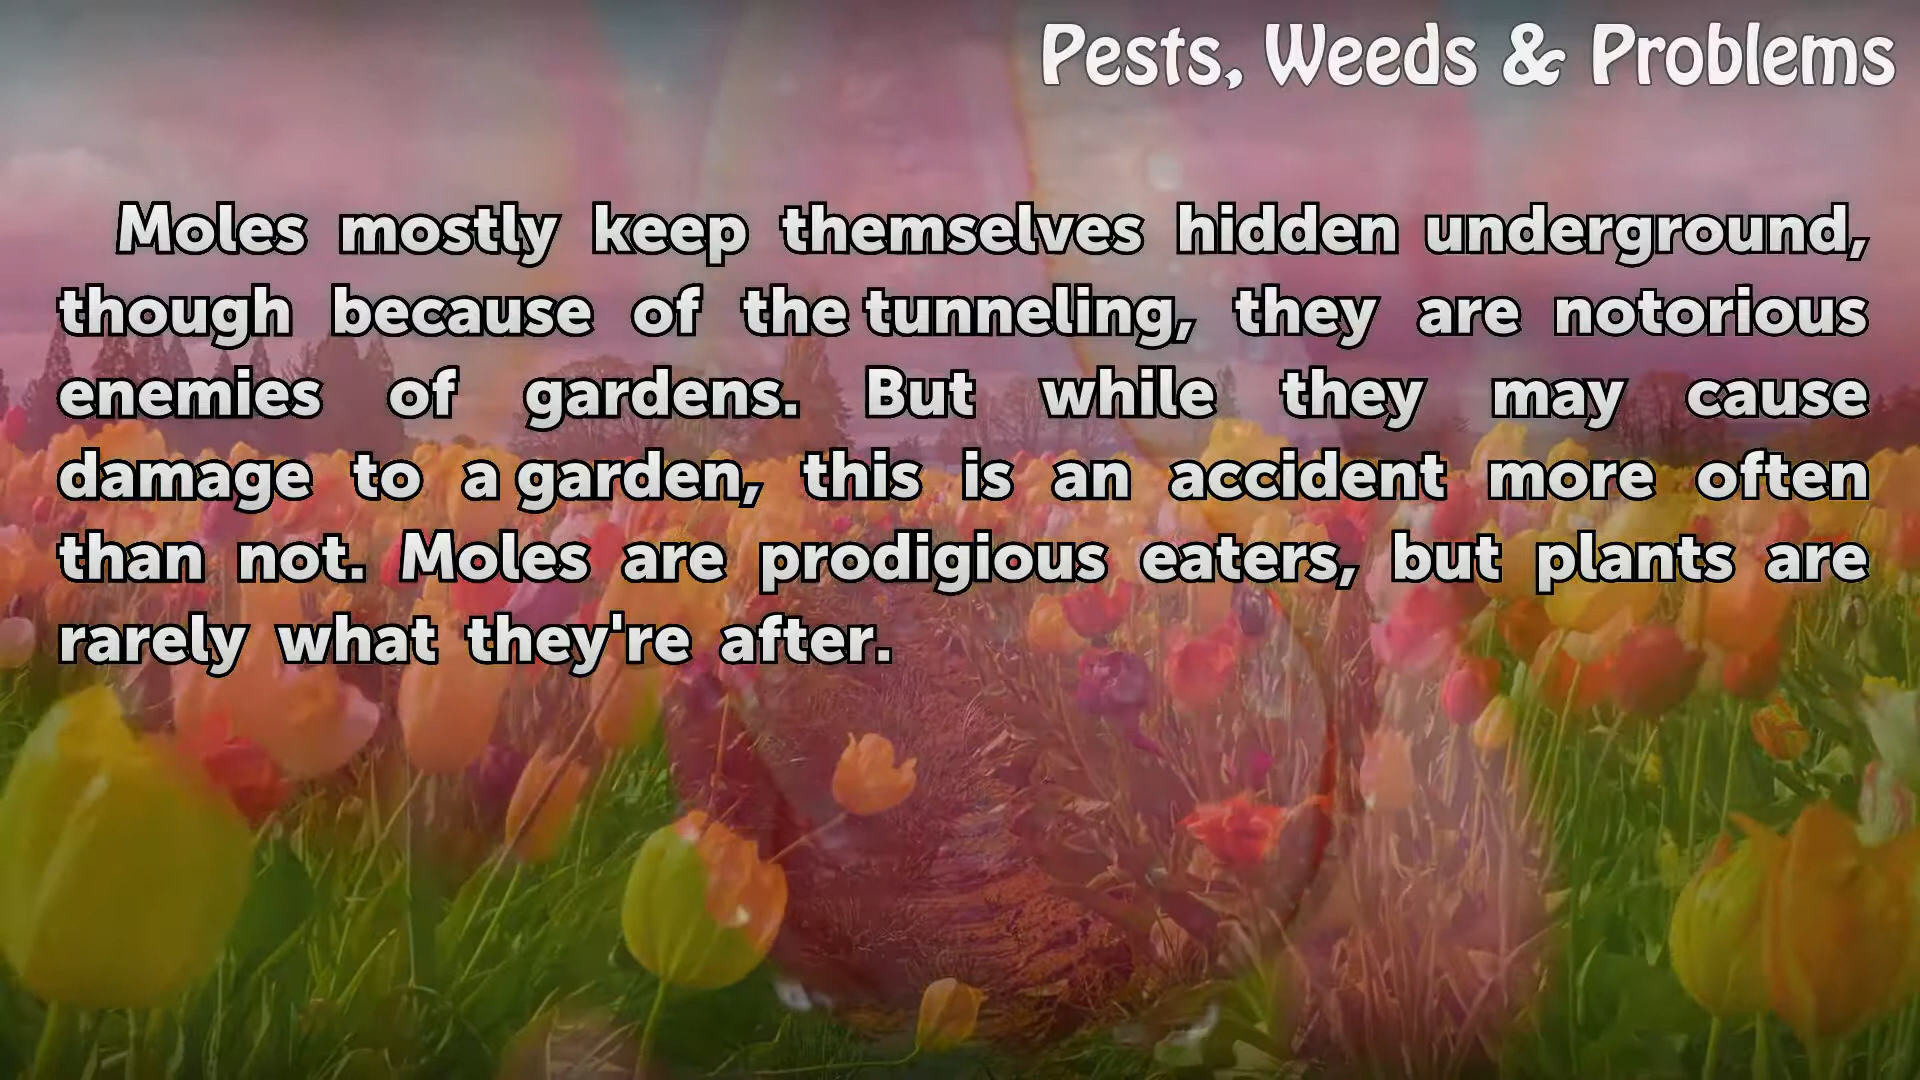 Pests, Weeds & Problems
Moles mostly keep themselves hidden underground,
though because of the tunneling, they are notorious
enemies of gardens. But while they may cause
damage to a garden, this is an accident more often
than not. Moles are prodigious eaters, but plants are
rarely what they're after.